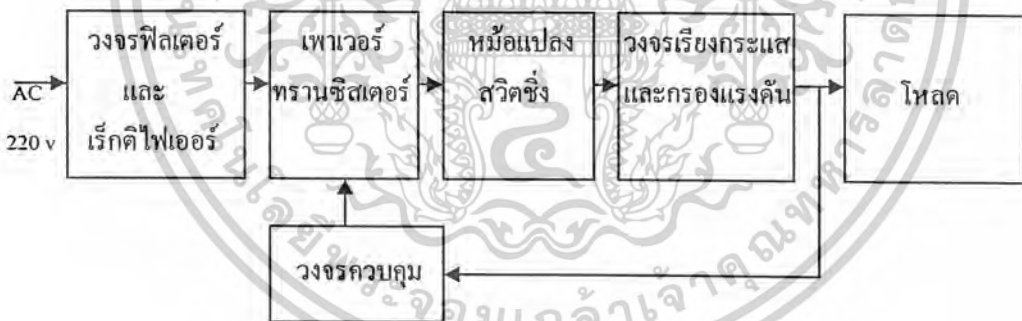 วงจรฟิลเตอร์
และ
เร็กติไฟเออร์
เพาเวอร์
ทรานซิสเตอร์
หม้อแปลง
สวิตชิ่ง
วงจรเรียงกระแส
และกรองแรงดัน
โหลด
AC
220 v
วงจรควบคุม